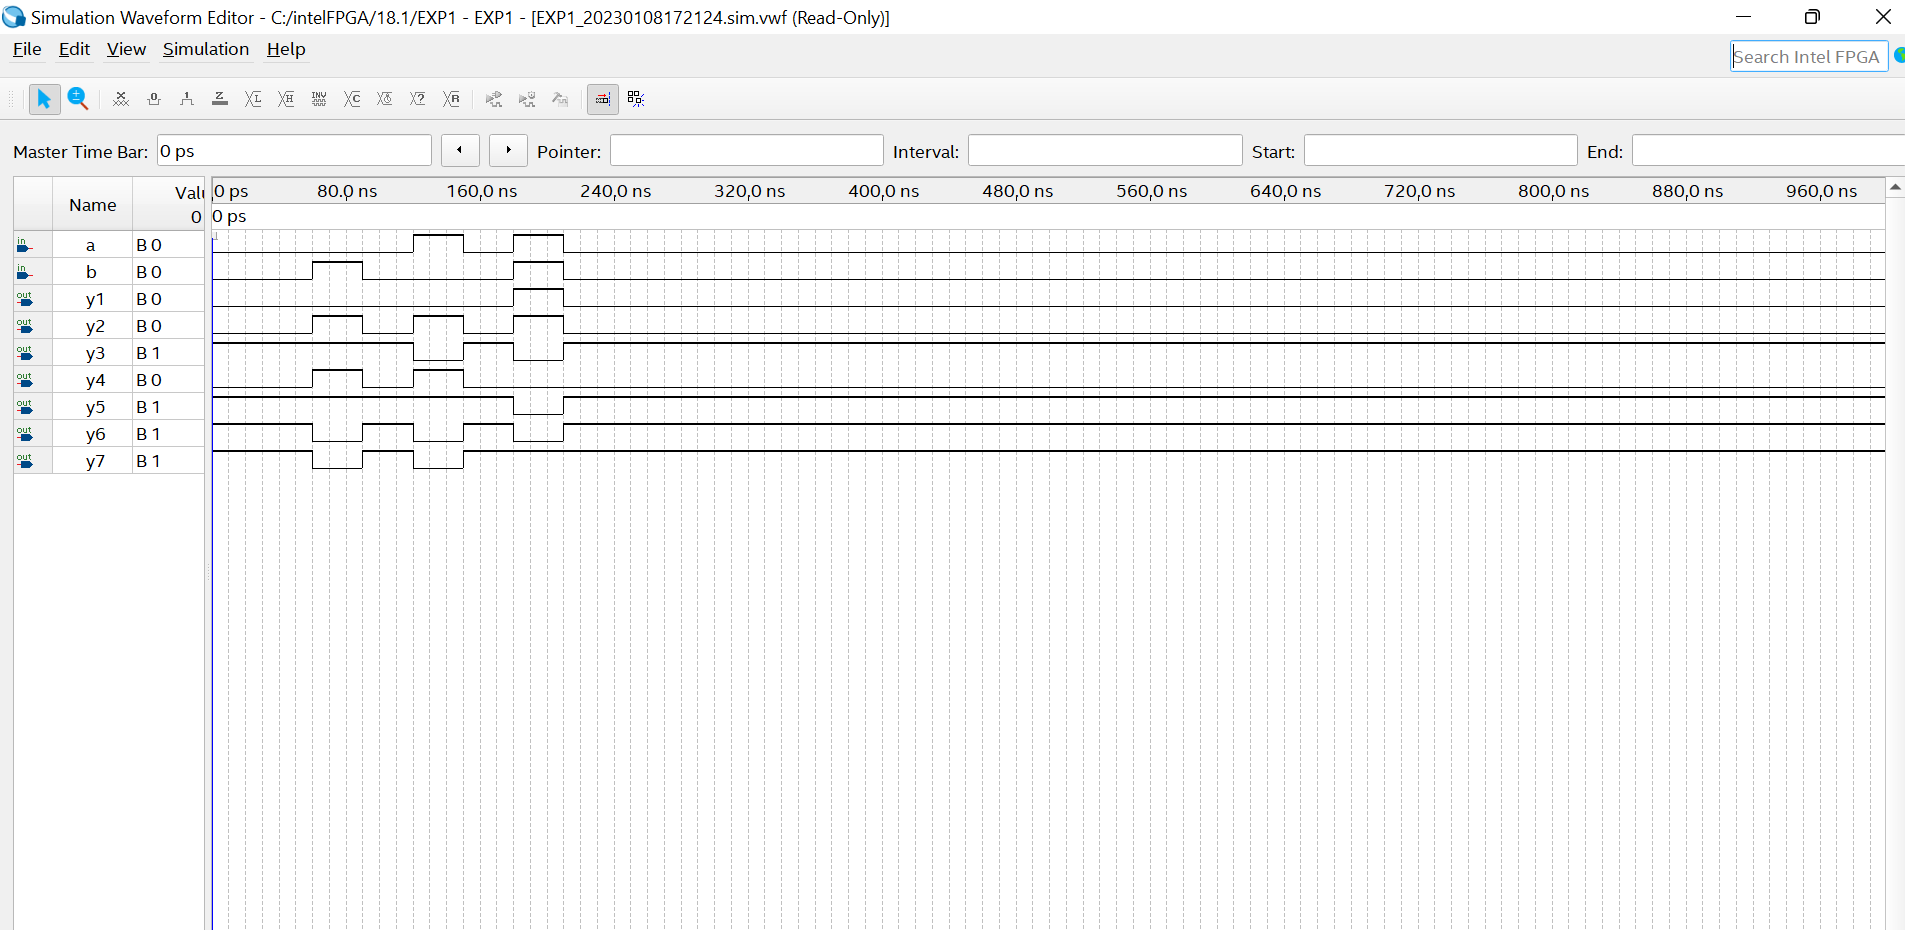 Simulation Waveform Editor - C:/intelFPGA/18.1/EXP1 - EXP1 - [EXP1_20230108172124.sim.vwf (Read-Only)]
File Edit View Simulation Help
Search Intel FPGA
Master Time Bar: 0 ps Pointer: Interval: Start: End:
Name
Valu
0
0 ps 80.0 ns 160,0 ns 240,0 ns 320,0 ns 400,0 ns 480,0 ns 560,0 ns 640,0 ns 720,0 ns 800,0 ns 880,0 ns 960,0 ns
0 ps
in a B 0
in b B 0
out y1 B 0
out y2 B 0
out y3 B 1
out y4 B 0
out y5 B 1
out y6 B 1
out y7 B 1